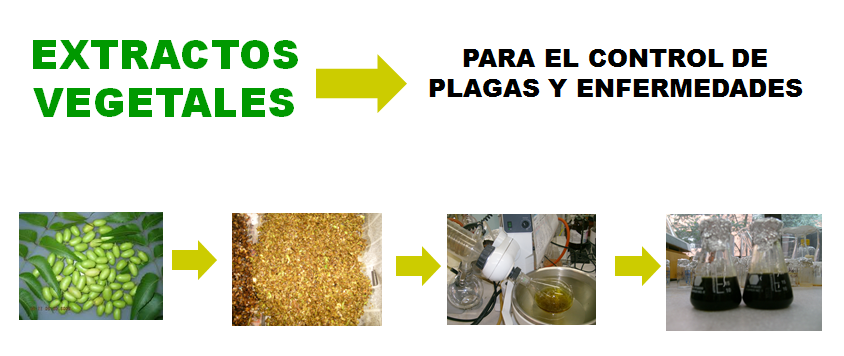 EXTRACTOS
VEGETALES
PARA EL CONTROL DE
PLAGAS Y ENFERMEDADES